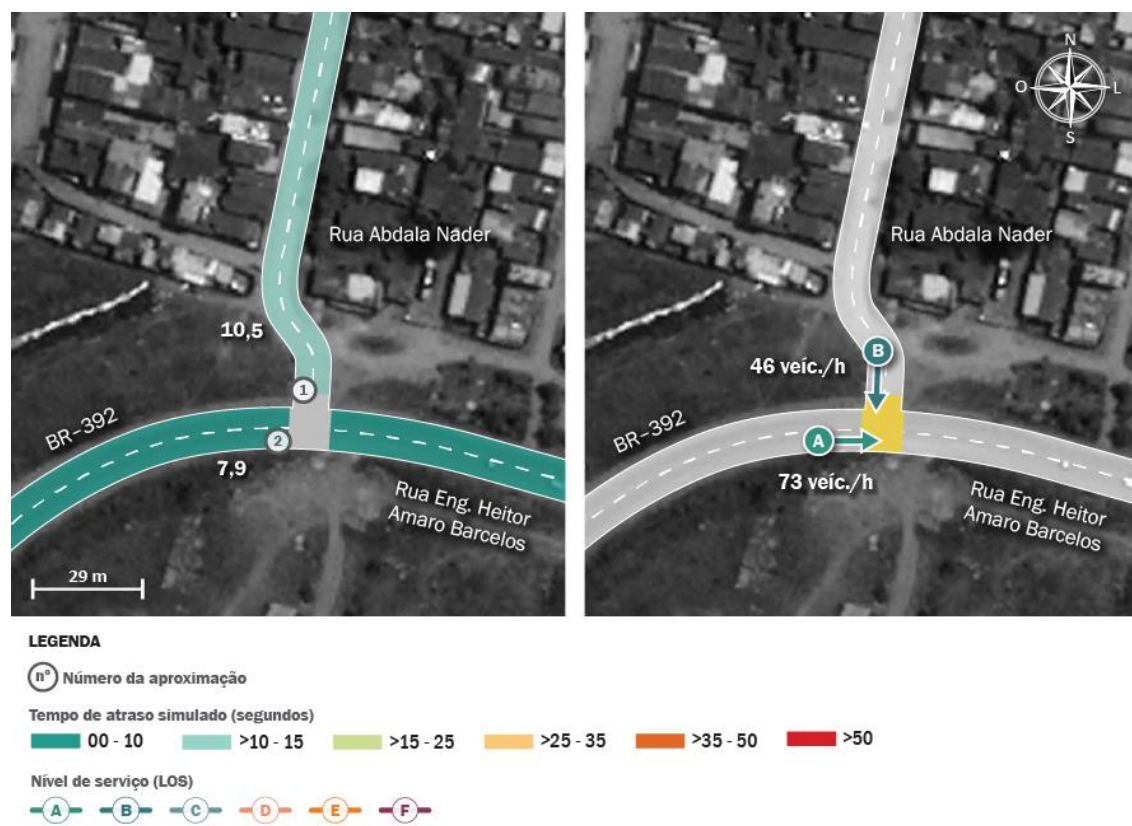 Rua Abdala Nader
10,5
1
BR-392
2
7,9
Rua Eng. Heitor
Amaro Barcelos
29 m
N
O
L
S
Rua Abdala Nader
B
46 veíc./h
BR-392
A
73 veíc./h
Rua Eng. Heitor
Amaro Barcelos
LEGENDA
nº Número da aproximação
Tempo de atraso simulado (segundos)
00 - 10 >10 - 15 >15 - 25 >25 - 35 >35 - 50 >50
Nível de serviço (LOS)
A B C D E F